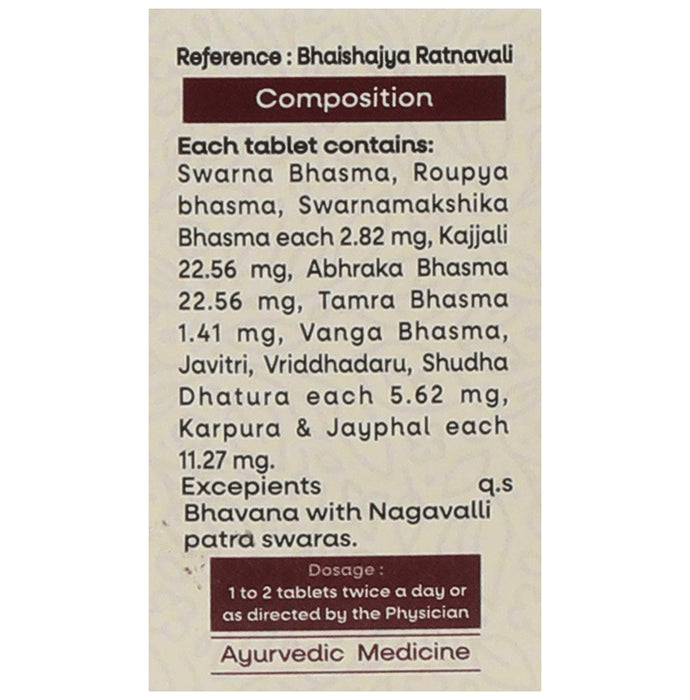 Reference : Bhaishajya Ratnavali
Composition
Each tablet contains:
Swarna Bhasma, Roupya
bhasma, Swarnamakshika
Bhasma each 2.82 mg, Kajjali
22.56 mg, Abhraka Bhasma
22.56 mg, Tamra Bhasma
1.41 mg, Vanga Bhasma,
Javitri, Vriddhadaru, Shudha
Dhatura each 5.62 mg,
Karpura & Jayphal each
11.27 mg.
Excepients q.s
Bhavana with Nagavalli
patra swaras.
Dosage :
1 to 2 tablets twice a day or
as directed by the Physician
Ayurvedic Medicine